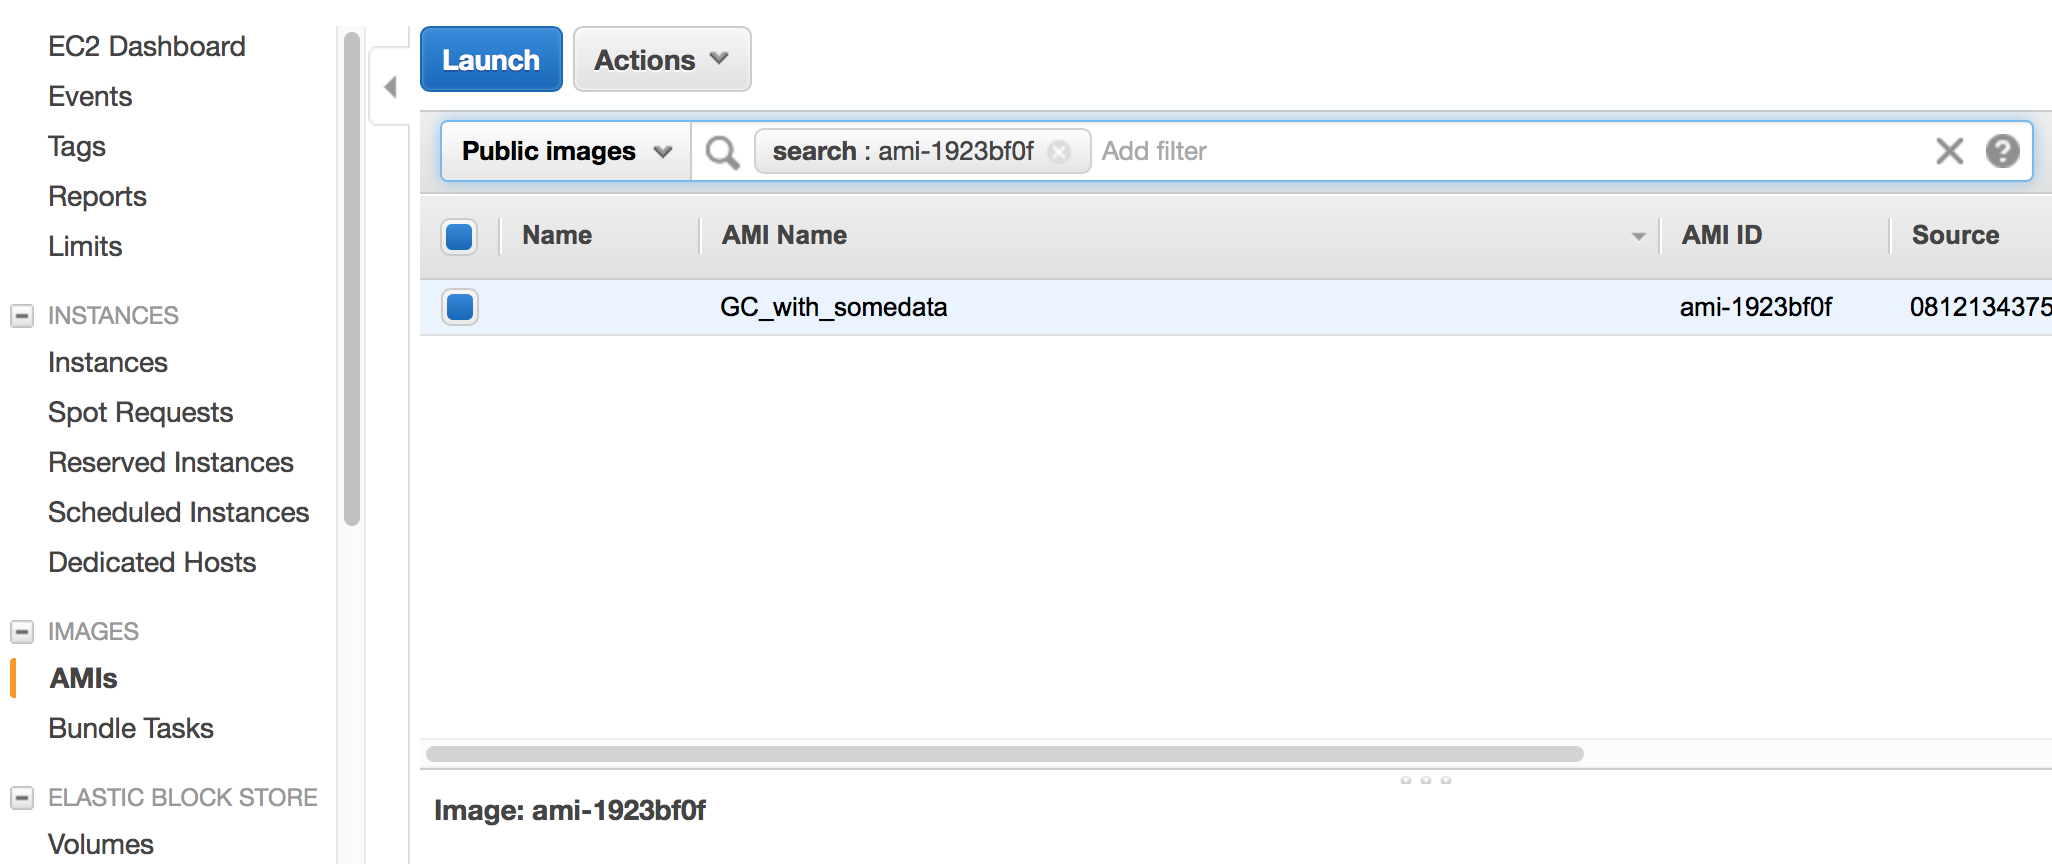 EC2 Dashboard
Events
Tags
Reports
Limits
INSTANCES
Instances
Spot Requests
Reserved Instances
Scheduled Instances
Dedicated Hosts
IMAGES
AMIs
Bundle Tasks
ELASTIC BLOCK STORE
Volumes
Launch Actions
Public images search : ami-1923bf0f Add filter
Name AMI Name AMI ID Source
GC_with_somedata ami-1923bf0f 0812134375
Image: ami-1923bf0f